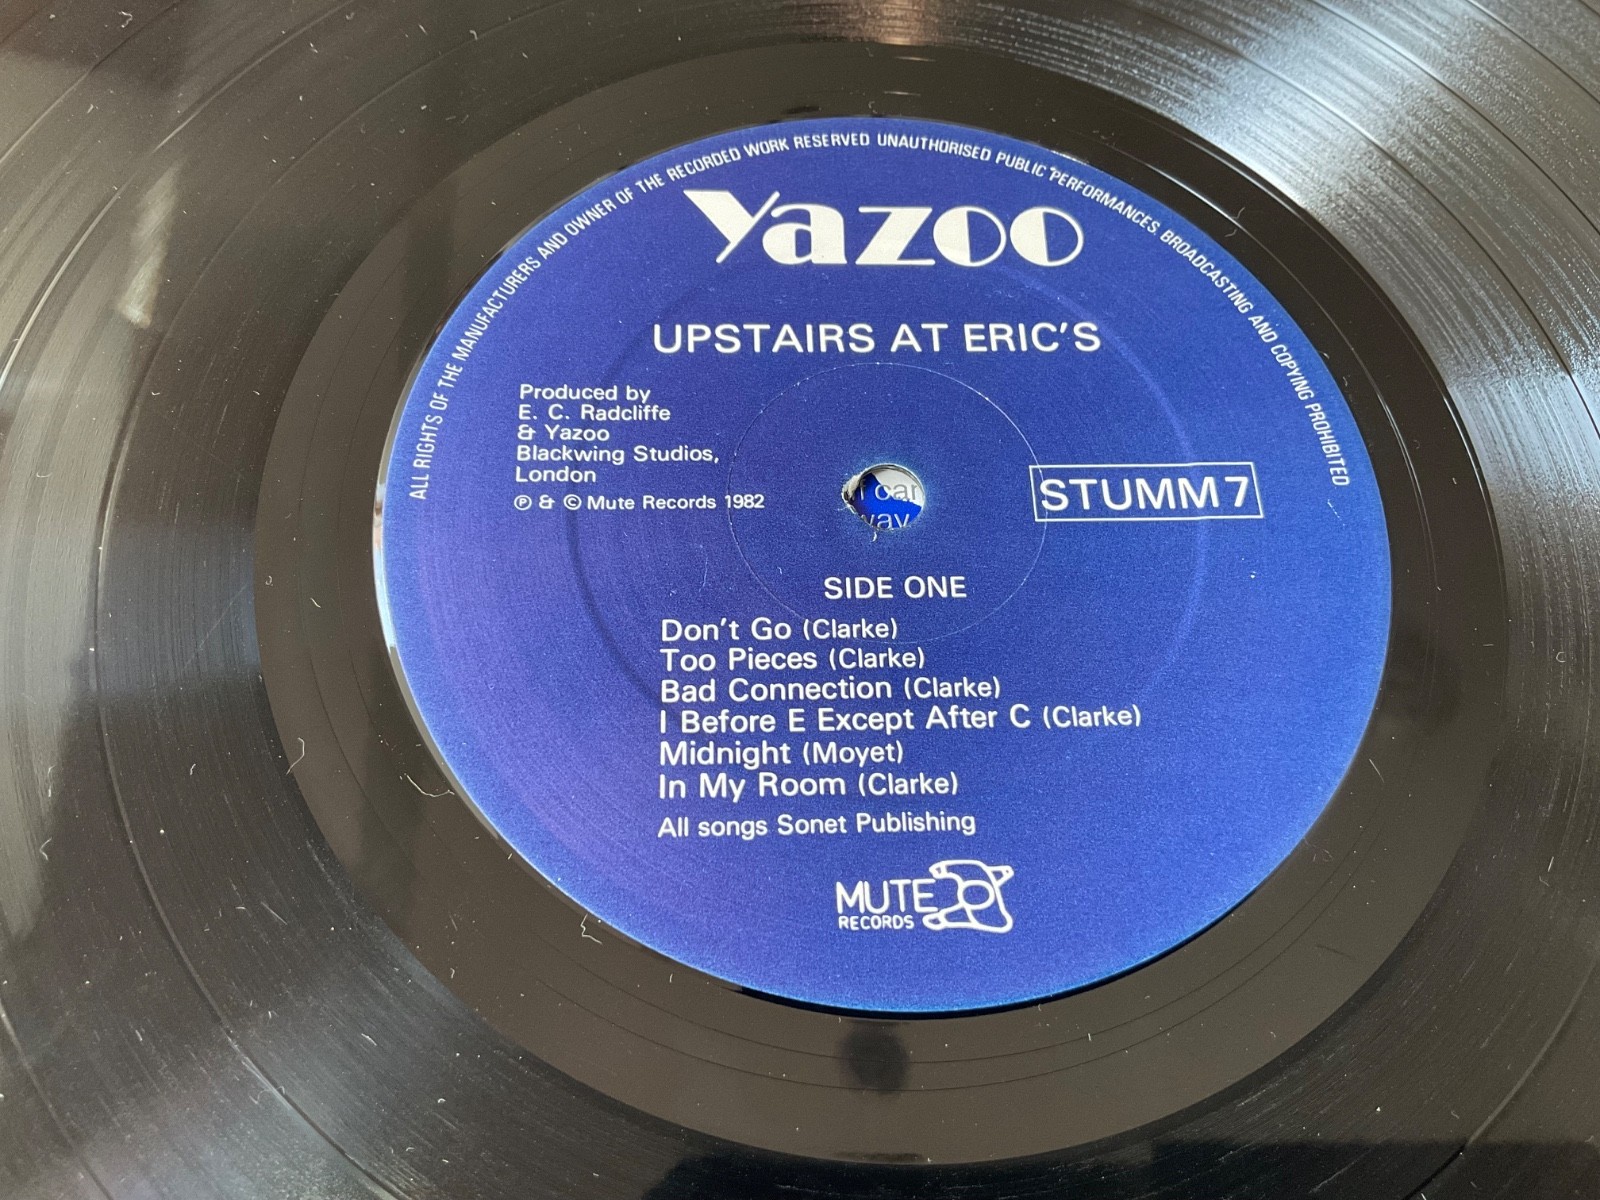 ALL RIGHTS OF THE MANUFACTURERS AND OWNER OF THE RECORDED WORK RESERVED UNAUTHORISED PUBLIC PERFORMANCES. BROADCASTING AND COPYING PROHIBITED
Yazoo
UPSTAIRS AT ERIC'S
Produced by
E. C. Radcliffe
& Yazoo
Blackwing Studios,
London
℗ & © Mute Records 1982
STUMM 7
SIDE ONE
Don't Go (Clarke)
Too Pieces (Clarke)
Bad Connection (Clarke)
I Before E Except After C (Clarke)
Midnight (Moyet)
In My Room (Clarke)
All songs Sonet Publishing
MUTE
RECORDS